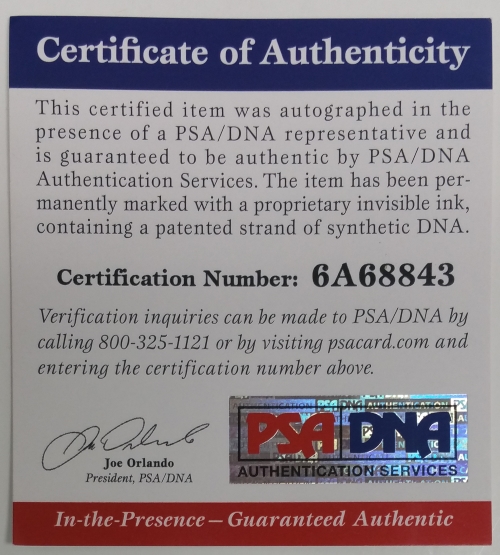 Certificate of Authenticity
This certified item was autographed in the
presence of a PSA/DNA representative and
is guaranteed to be authentic by PSA/DNA
Authentication Services. The item has been per-
manently marked with a proprietary invisible ink,
containing a patented strand of synthetic DNA.
Certification Number: 6A68843
Verification inquiries can be made to PSA/DNA by
calling 800-325-1121 or by visiting psacard.com and
entering the certification number above.
Joe Orlando
President, PSA/DNA
PSA DNA
AUTHENTICATION SERVICES
In-the-Presence – Guaranteed Authentic